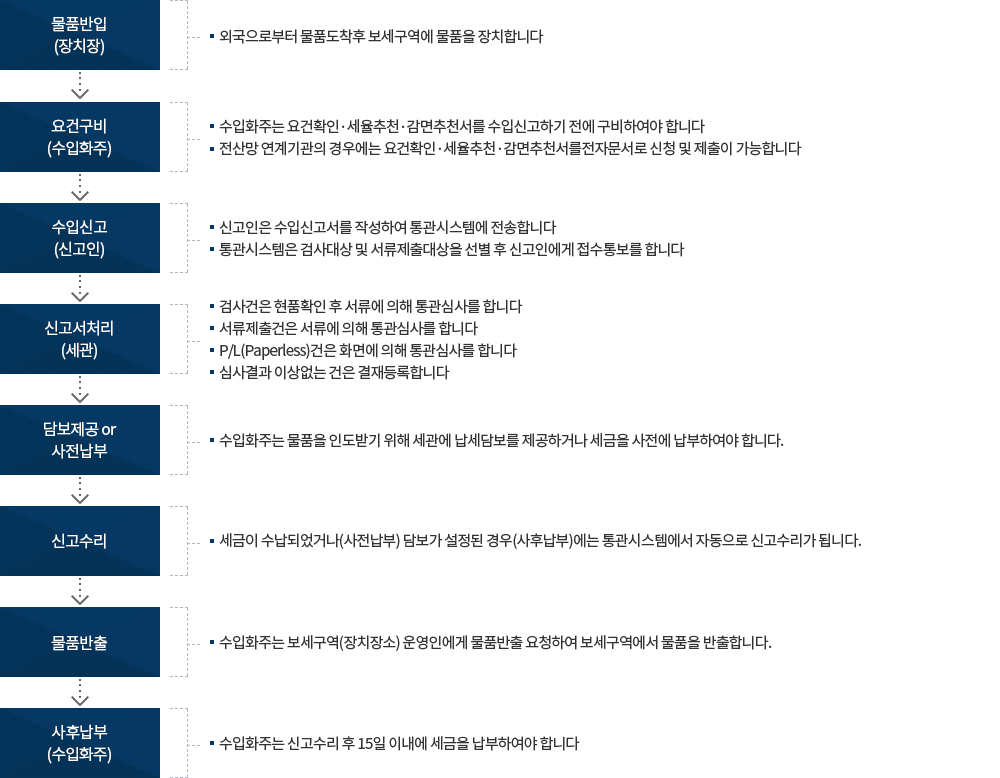 물품반입
(장치장)
▪ 외국으로부터 물품도착후 보세구역에 물품을 장치합니다
요건구비
(수입화주)
▪ 수입화주는 요건확인·세율추천·감면추천서를 수입신고하기 전에 구비하여야 합니다
▪ 전산망 연계기관의 경우에는 요건확인·세율추천·감면추천서를전자문서로 신청 및 제출이 가능합니다
수입신고
(신고인)
▪ 신고인은 수입신고서를 작성하여 통관시스템에 전송합니다
▪ 통관시스템은 검사대상 및 서류제출대상을 선별 후 신고인에게 접수통보를 합니다
신고서처리
(세관)
▪ 검사건은 현품확인 후 서류에 의해 통관심사를 합니다
▪ 서류제출건은 서류에 의해 통관심사를 합니다
▪ P/L(Paperless)건은 화면에 의해 통관심사를 합니다
▪ 심사결과 이상없는 건은 결재등록합니다
담보제공 or
사전납부
▪ 수입화주는 물품을 인도받기 위해 세관에 납세담보를 제공하거나 세금을 사전에 납부하여야 합니다.
신고수리
▪ 세금이 수납되었거나(사전납부) 담보가 설정된 경우(사후납부)에는 통관시스템에서 자동으로 신고수리가 됩니다.
물품반출
▪ 수입화주는 보세구역(장치장소) 운영인에게 물품반출 요청하여 보세구역에서 물품을 반출합니다.
사후납부
(수입화주)
▪ 수입화주는 신고수리 후 15일 이내에 세금을 납부하여야 합니다